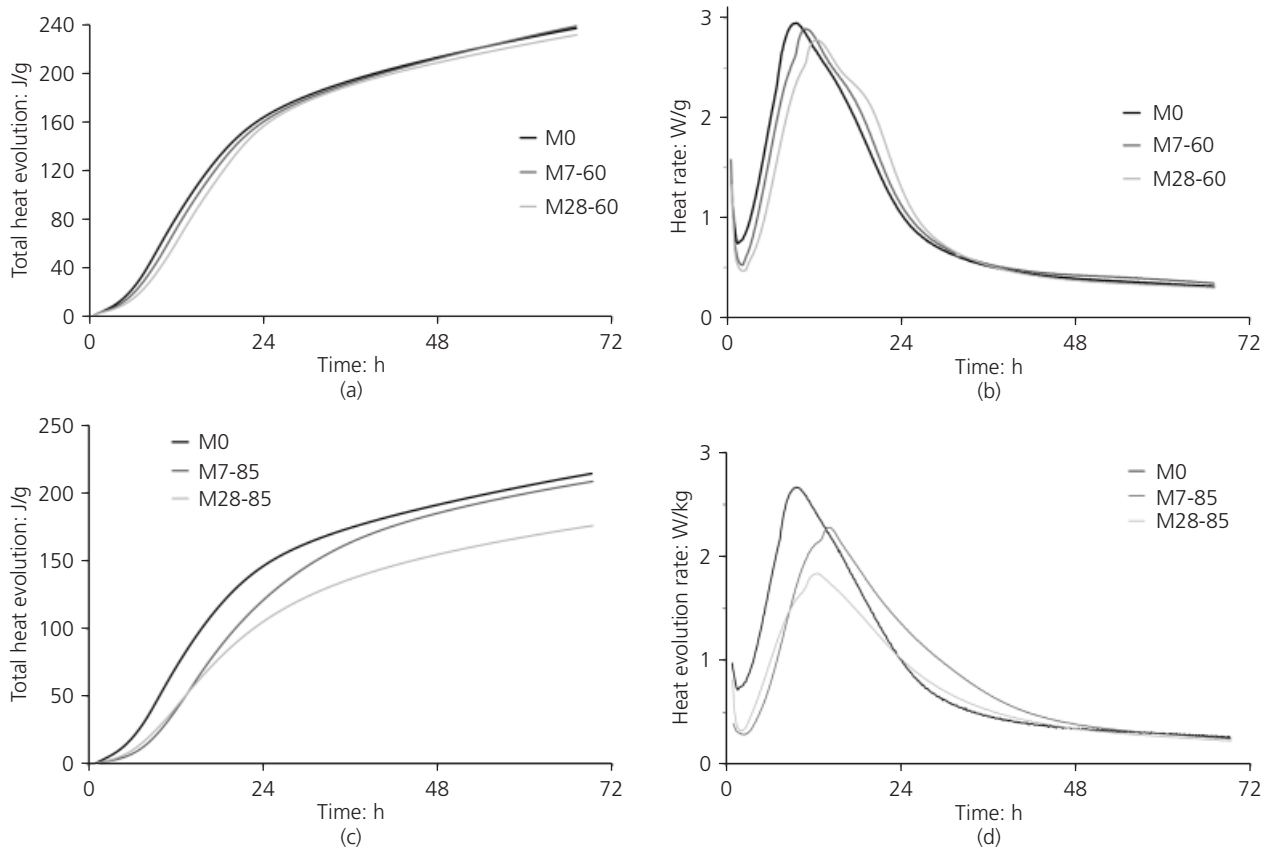 Total heat evolution: J/g
240
200
160
120
80
40
0
0
24
48
72
Time: h
(a)
M0
M7-60
M28-60
Heat rate: W/g
3
2
1
0
0
24
48
72
Time: h
(b)
M0
M7-60
M28-60
Total heat evolution: J/g
250
200
150
100
50
0
0
24
48
72
Time: h
(c)
M0
M7-85
M28-85
Heat evolution rate: W/kg
3
2
1
0
0
24
48
72
Time: h
(d)
M0
M7-85
M28-85